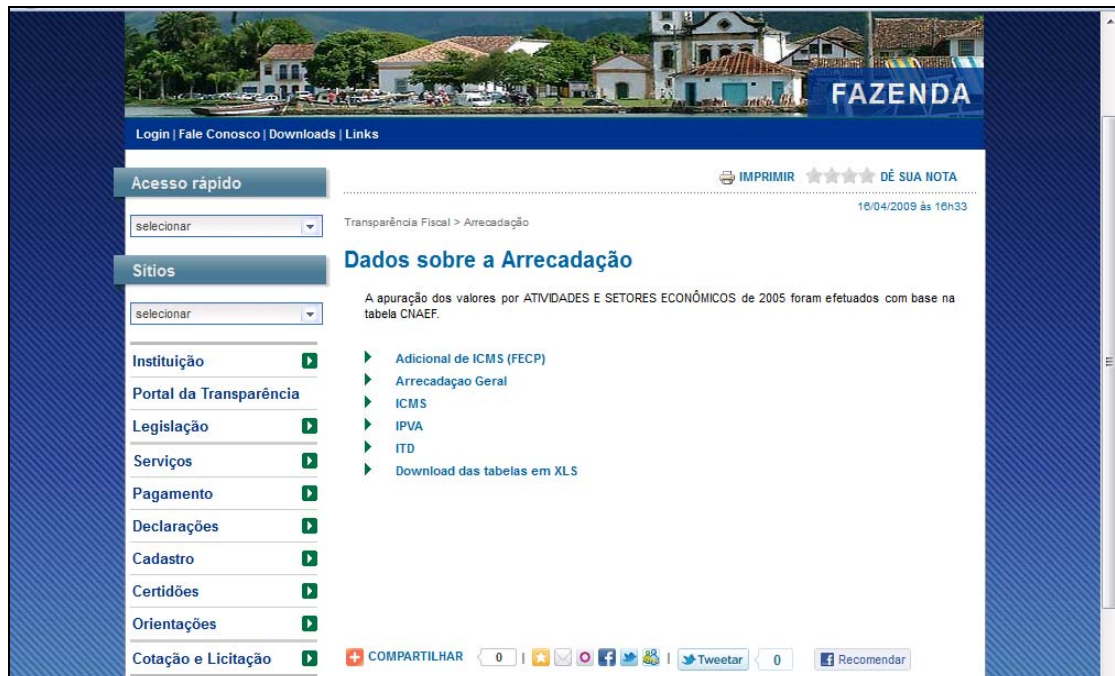 FAZENDA
Login | Fale Conosco | Downloads | Links
Acesso rápido
selecionar
Sítios
selecionar
Instituição
Portal da Transparência
Legislação
Serviços
Pagamento
Declarações
Cadastro
Certidões
Orientações
Cotação e Licitação
IMPRIMIR DÊ SUA NOTA
16/04/2009 às 16h33
Transparência Fiscal > Arrecadação
Dados sobre a Arrecadação
A apuração dos valores por ATIVIDADES E SETORES ECONÔMICOS de 2005 foram efetuados com base na
tabela CNAEF.
Adicional de ICMS (FECP)
Arrecadaçao Geral
ICMS
IPVA
ITD
Download das tabelas em XLS
COMPARTILHAR 0 | | Tweetar 0 Recomendar